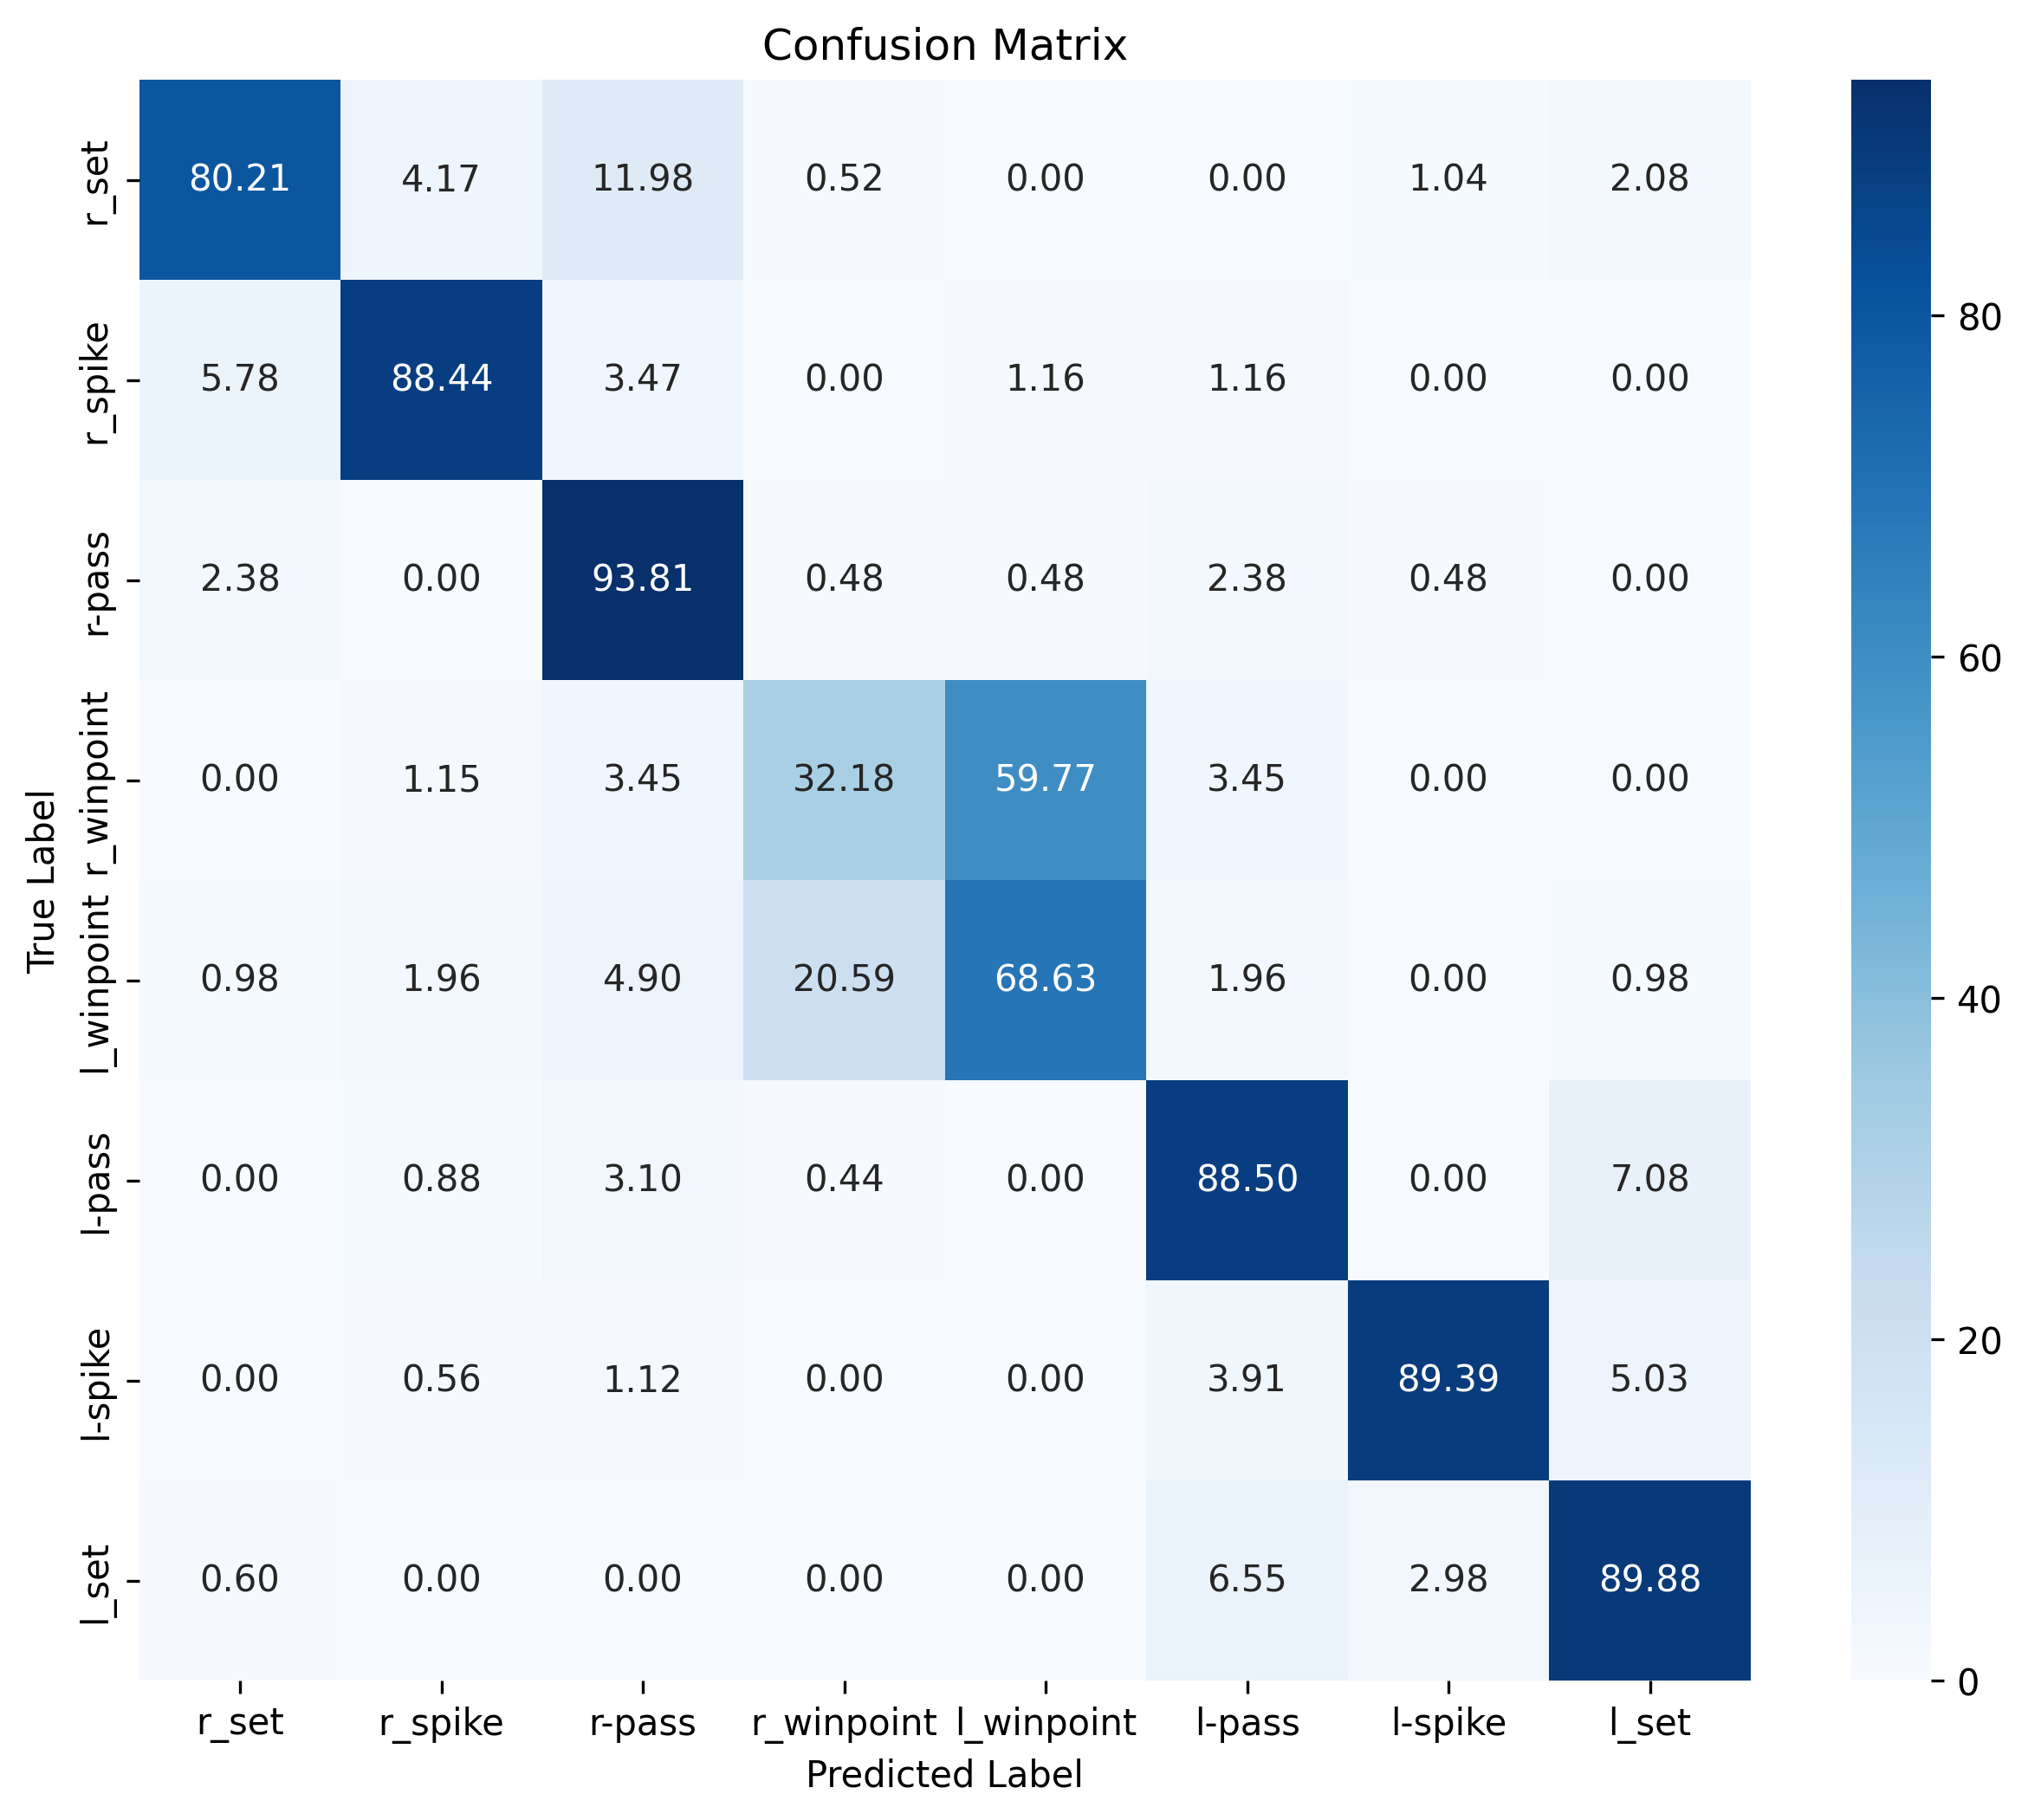 Confusion Matrix
True Label
r_set 80.21 4.17 11.98 0.52 0.00 0.00 1.04 2.08
r_spike 5.78 88.44 3.47 0.00 1.16 1.16 0.00 0.00
r-pass 2.38 0.00 93.81 0.48 0.48 2.38 0.48 0.00
r_winpoint 0.00 1.15 3.45 32.18 59.77 3.45 0.00 0.00
l_winpoint 0.98 1.96 4.90 20.59 68.63 1.96 0.00 0.98
l-pass 0.00 0.88 3.10 0.44 0.00 88.50 0.00 7.08
l-spike 0.00 0.56 1.12 0.00 0.00 3.91 89.39 5.03
l_set 0.60 0.00 0.00 0.00 0.00 6.55 2.98 89.88
r_set r_spike r-pass r_winpoint l_winpoint l-pass l-spike l_set
Predicted Label
80
60
40
20
0